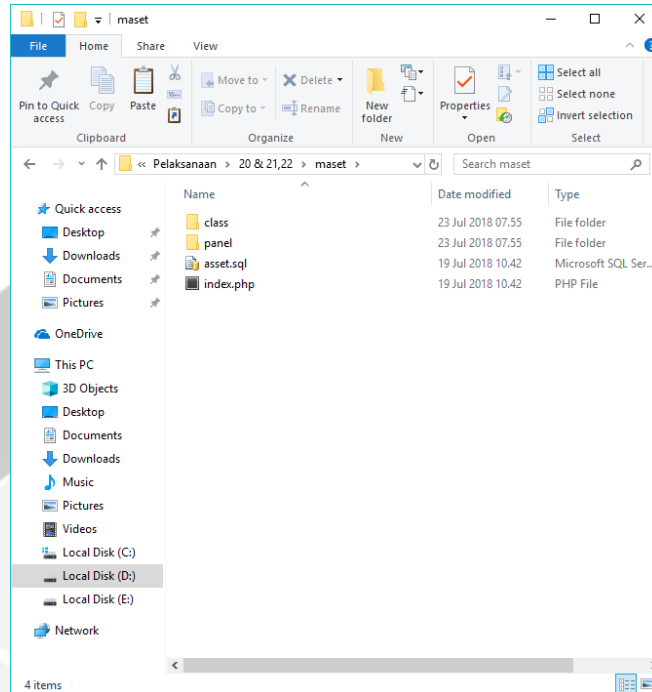 maset
File Home Share View
Pin to Quick access
Copy
Paste
Clipboard
Move to
Copy to
Delete
Rename
Organize
New folder
New
Properties
Open
Select all
Select none
Invert selection
Select
« Pelaksanaan > 20 & 21,22 > maset >
Search maset
Name Date modified Type
class 23 Jul 2018 07.55 File folder
panel 23 Jul 2018 07.55 File folder
asset.sql 19 Jul 2018 10.42 Microsoft SQL Ser...
index.php 19 Jul 2018 10.42 PHP File
Quick access
Desktop
Downloads
Documents
Pictures
OneDrive
This PC
3D Objects
Desktop
Documents
Downloads
Music
Pictures
Videos
Local Disk (C:)
Local Disk (D:)
Local Disk (E:)
Network
4 items